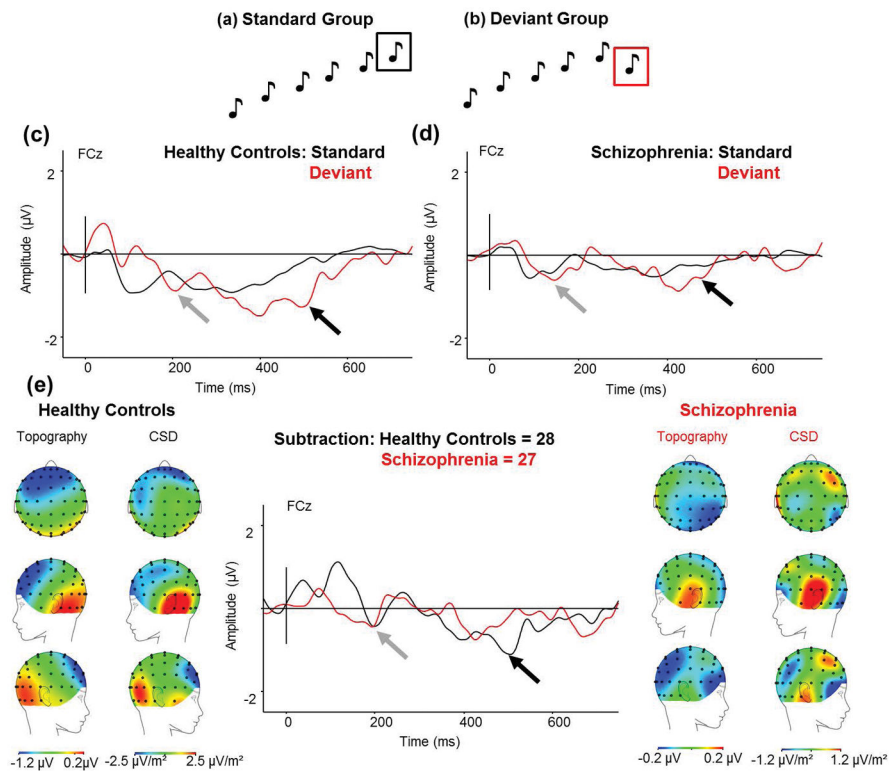 (a) Standard Group
(b) Deviant Group
(c)
FCz
Healthy Controls: Standard
Deviant
2
-2
Amplitude (µV)
0
200
400
600
Time (ms)
(d)
FCz
Schizophrenia: Standard
Deviant
2
-2
Amplitude (µV)
0
200
400
600
Time (ms)
(e)
Healthy Controls
Topography
CSD
-1.2 µV
0.2µV
-2.5 µV/m²
2.5 µV/m²
Subtraction: Healthy Controls = 28
Schizophrenia = 27
FCz
2
-2
Amplitude (µV)
0
200
400
600
Time (ms)
Schizophrenia
Topography
CSD
-0.2 µV
0.2 µV
-1.2 µV/m²
1.2 µV/m²